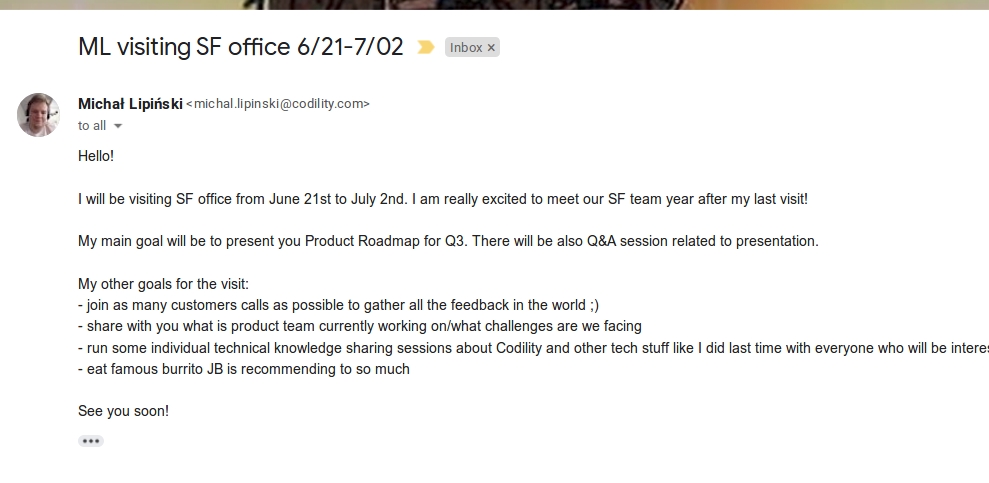 ML visiting SF office 6/21-7/02 Inbox ×
Michał Lipiński <michal.lipinski@codility.com>
to all
Hello!
I will be visiting SF office from June 21st to July 2nd. I am really excited to meet our SF team year after my last visit!
My main goal will be to present you Product Roadmap for Q3. There will be also Q&A session related to presentation.
My other goals for the visit:
- join as many customers calls as possible to gather all the feedback in the world ;)
- share with you what is product team currently working on/what challenges are we facing
- run some individual technical knowledge sharing sessions about Codility and other tech stuff like I did last time with everyone who will be
- eat famous burrito JB is recommending to so much
See you soon!